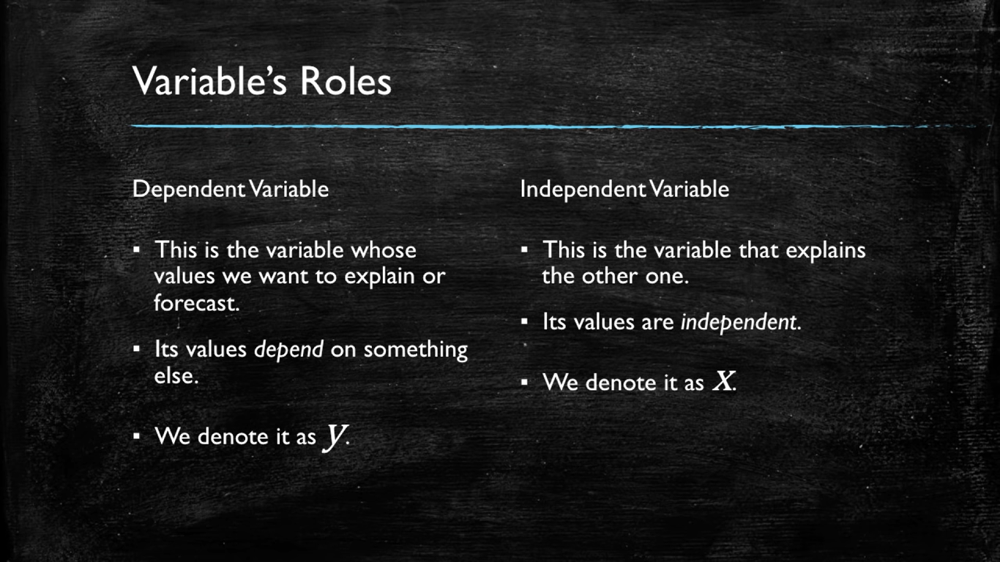 Variable’s Roles
Dependent Variable
▪ This is the variable whose
values we want to explain or
forecast.
▪ Its values depend on something
else.
▪ We denote it as y.
Independent Variable
▪ This is the variable that explains
the other one.
▪ Its values are independent.
▪ We denote it as x.